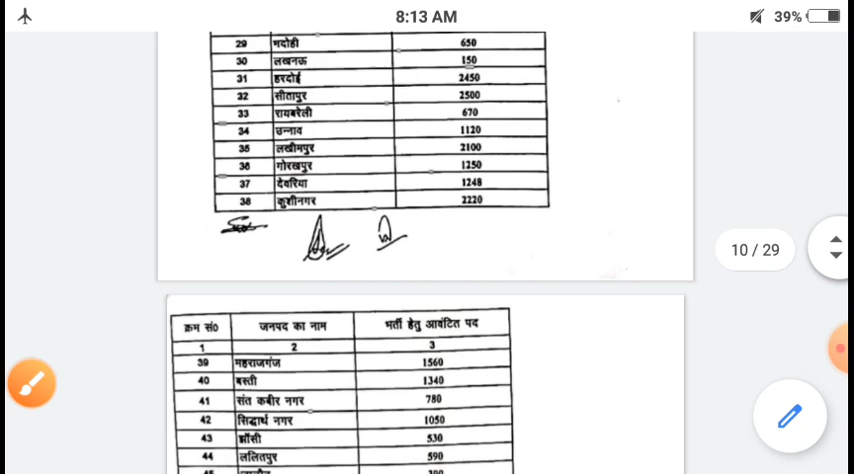 8:13 AM 39%
29 भदोही 650
30 लखनऊ 150
31 हरदोई 2450
32 सीतापुर 2500
33 रायबरेली 670
34 उन्नाव 1120
35 लखीमपुर 2100
36 गोरखपुर 1250
37 देवरिया 1248
38 कुशीनगर 2220
10 / 29
क्रम सं० जनपद का नाम भर्ती हेतु आवंटित पद
1 2 3
39 महराजगंज 1560
40 बस्ती 1340
41 संत कबीर नगर 780
42 सिद्धार्थ नगर 1050
43 झाँसी 530
44 ललितपुर 590